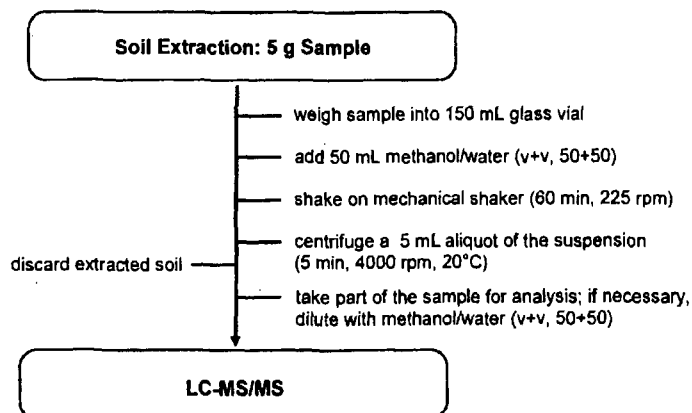 Soil Extraction: 5 g Sample
weigh sample into 150 mL glass vial
add 50 mL methanol/water (v+v, 50+50)
shake on mechanical shaker (60 min, 225 rpm)
centrifuge a 5 mL aliquot of the suspension
(5 min, 4000 rpm, 20°C)
discard extracted soil
take part of the sample for analysis; if necessary,
dilute with methanol/water (v+v, 50+50)
LC-MS/MS